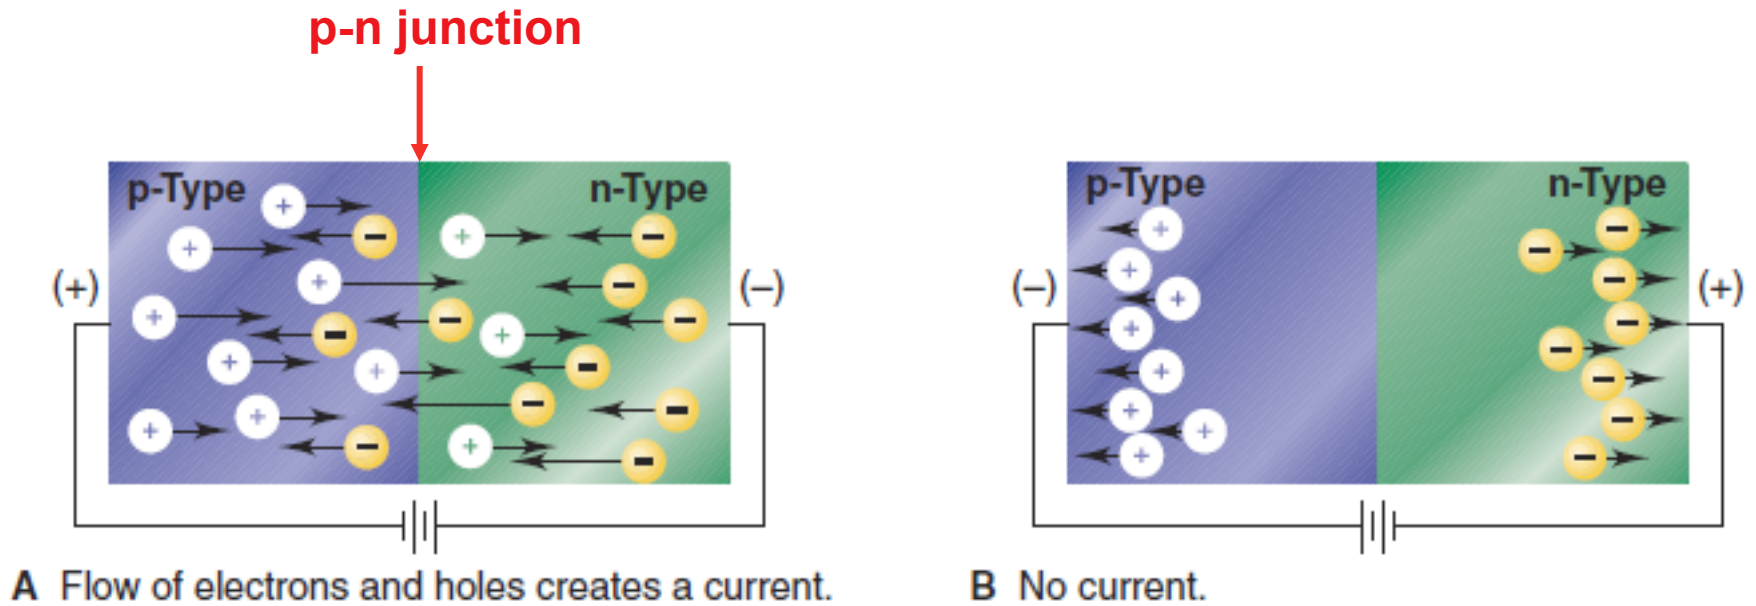 p-n junction
p-Type n-Type
(+) (–)
A Flow of electrons and holes creates a current.
p-Type n-Type
(–) (+)
B No current.